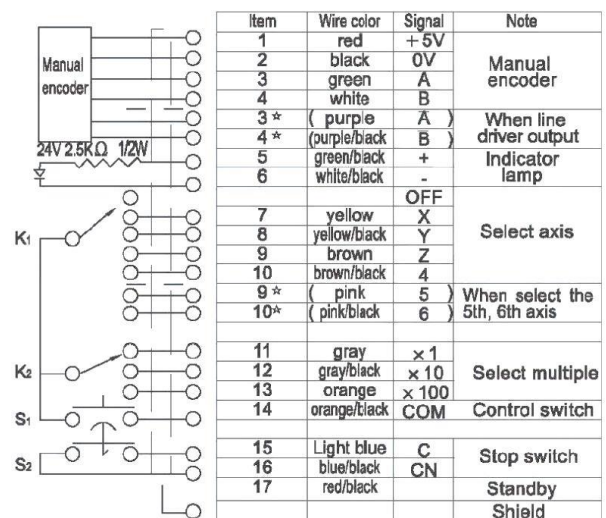 Item Wire color Signal Note
1 red +5V
2 black 0V
Manual encoder
3 green A
4 white B
3☆ ( purple A̅ )
4☆ (purple/black B̅ )
When line driver output
5 green/black +
6 white/black -
Indicator lamp
OFF
7 yellow X
8 yellow/black Y
9 brown Z
10 brown/black 4
Select axis
9☆ ( pink 5 )
10☆ ( pink/black 6 )
When select the 5th, 6th axis
11 gray ×1
12 gray/black ×10
13 orange ×100
Select multiple
14 orange/black COM Control switch
15 Light blue C
16 blue/black CN
Stop switch
17 red/black Standby
Shield
Manual encoder
24V 2.5KΩ 1/2W
K1
K2
S1
S2